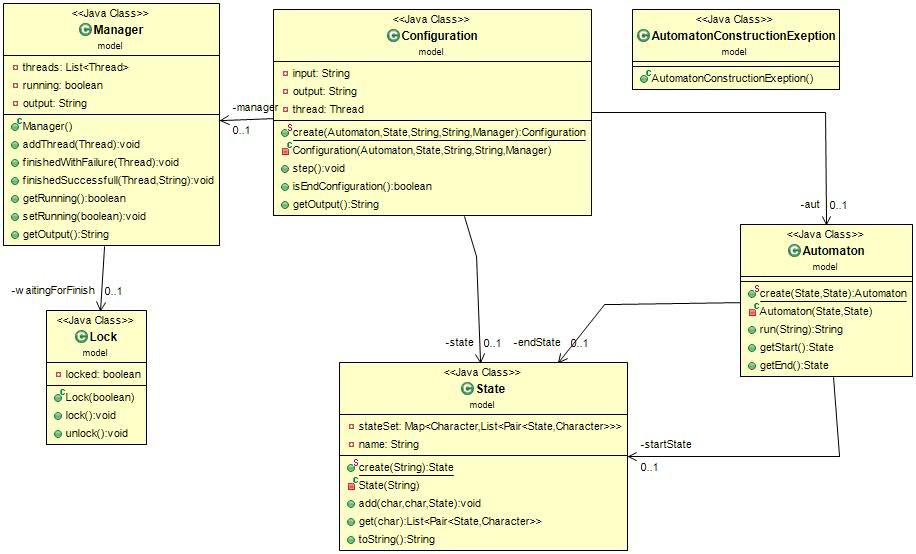 <<Java Class>>
Manager
model
threads: List<Thread>
running: boolean
output: String
Manager()
addThread(Thread):void
finishedWithFailure(Thread):void
finishedSuccessfull(Thread,String):void
getRunning():boolean
setRunning(boolean):void
getOutput():String
<<Java Class>>
Configuration
model
input: String
output: String
thread: Thread
create(Automaton,State,String,String,Manager):Configuration
Configuration(Automaton,State,String,String,Manager)
step():void
isEndConfiguration():boolean
getOutput():String
<<Java Class>>
AutomatonConstructionExeption
model
AutomatonConstructionExeption()
-manager
0..1
-aut 0..1
-waitingForFinish 0..1
<<Java Class>>
Lock
model
locked: boolean
Lock(boolean)
lock():void
unlock():void
<<Java Class>>
Automaton
model
create(State,State):Automaton
Automaton(State,State)
run(String):String
getStart():State
getEnd():State
-state 0..1
-endState 0..1
<<Java Class>>
State
model
stateSet: Map<Character,List<Pair<State,Character>>>
name: String
create(String):State
State(String)
add(char,char,State):void
get(char):List<Pair<State,Character>>
toString():String
-startState
0..1